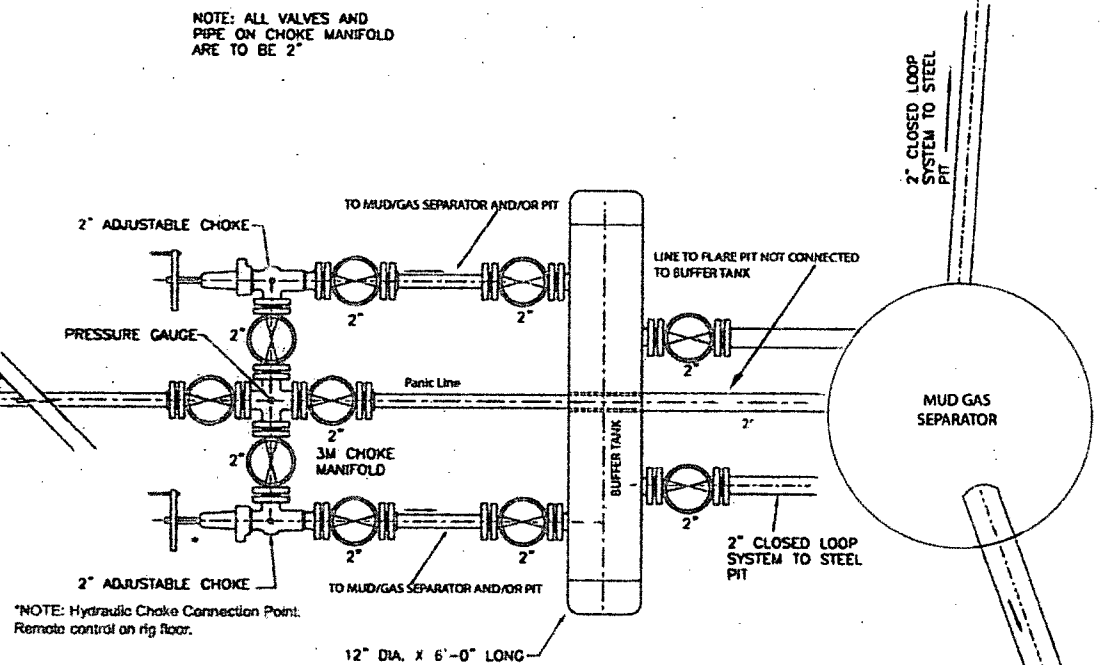 NOTE: ALL VALVES AND
PIPE ON CHOKE MANIFOLD
ARE TO BE 2"
2" CLOSED LOOP
SYSTEM TO STEEL
PIT
TO MUD/GAS SEPARATOR AND/OR PIT
2" ADJUSTABLE CHOKE
LINE TO FLARE PIT NOT CONNECTED
TO BUFFER TANK
2"
2"
PRESSURE GAUGE
2"
2"
Panic Line
MUD GAS
SEPARATOR
2"
2"
BUFFER TANK
2"
3M CHOKE
MANIFOLD
2"
2"
2"
*
2" CLOSED LOOP
SYSTEM TO STEEL
PIT
2" ADJUSTABLE CHOKE
TO MUD/GAS SEPARATOR AND/OR PIT
*NOTE: Hydraulic Choke Connection Point.
Remote control on rig floor.
12" DIA. X 6'-0" LONG